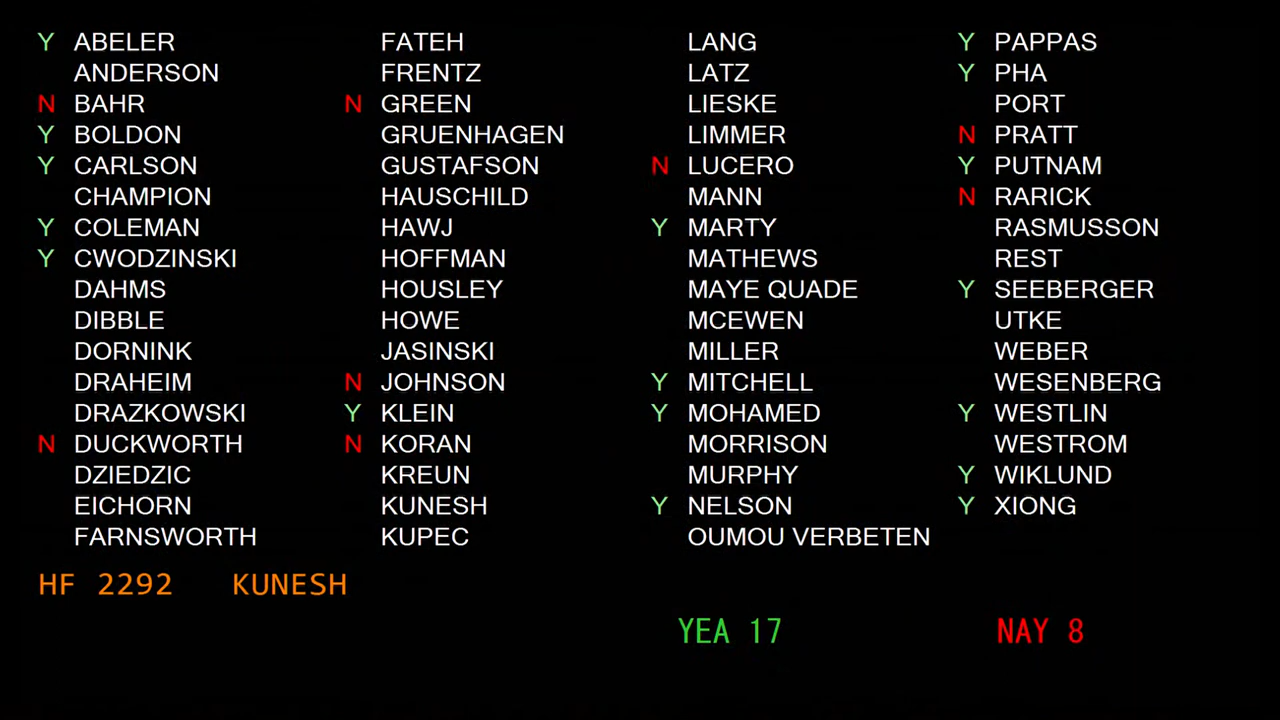 Y ABELER FATEH LANG Y PAPPAS
ANDERSON FRENTZ LATZ Y PHA
N BAHR N GREEN LIESKE PORT
Y BOLDON GRUENHAGEN LIMMER N PRATT
Y CARLSON GUSTAFSON N LUCERO Y PUTNAM
CHAMPION HAUSCHILD MANN N RARICK
Y COLEMAN HAWJ Y MARTY RASMUSSON
Y CWODZINSKI HOFFMAN MATHEWS REST
DAHMS HOUSLEY MAYE QUADE Y SEEBERGER
DIBBLE HOWE MCEWEN UTKE
DORNINK JASINSKI MILLER WEBER
DRAHEIM N JOHNSON Y MITCHELL WESENBERG
DRAZKOWSKI Y KLEIN Y MOHAMED Y WESTLIN
N DUCKWORTH N KORAN MORRISON WESTROM
DZIEDZIC KREUN MURPHY Y WIKLUND
EICHORN KUNESH Y NELSON Y XIONG
FARNSWORTH KUPEC OUMOU VERBETEN
HF 2292 KUNESH
YEA 17 NAY 8